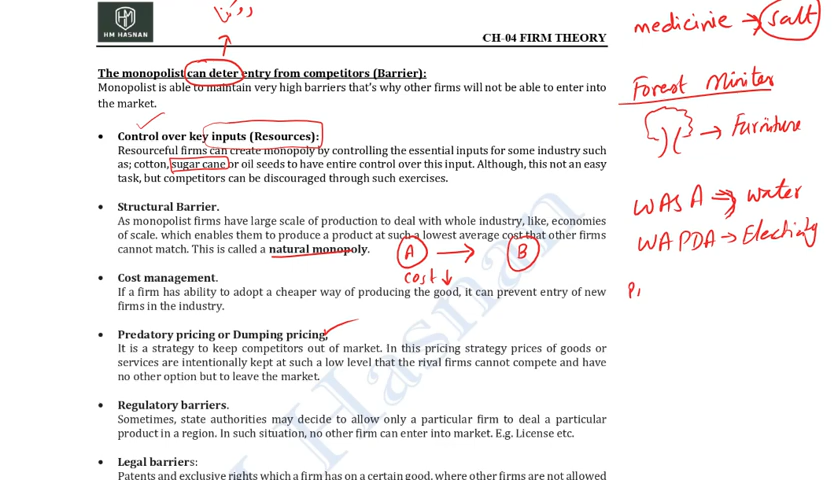 روکنا
HM HASNAN
CH-04 FIRM THEORY
The monopolist can deter entry from competitors (Barrier):
Monopolist is able to maintain very high barriers that's why other firms will not be able to enter into
the market.
• Control over key inputs (Resources):
Resourceful firms can create monopoly by controlling the essential inputs for some industry such
as; cotton, sugar cane or oil seeds to have entire control over this input. Although, this not an easy
task, but competitors can be discouraged through such exercises.
• Structural Barrier.
As monopolist firms have large scale of production to deal with whole industry, like, economies
of scale. which enables them to produce a product at such a lowest average cost that other firms
cannot match. This is called a natural monopoly.
A → B
cost ↓
• Cost management.
If a firm has ability to adopt a cheaper way of producing the good, it can prevent entry of new
firms in the industry.
• Predatory pricing or Dumping pricing,
It is a strategy to keep competitors out of market. In this pricing strategy prices of goods or
services are intentionally kept at such a low level that the rival firms cannot compete and have
have no other option but to leave the market.
• Regulatory barriers.
Sometimes, state authorities may decide to allow only a particular firm to deal a particular
product in a region. In such situation, no other firm can enter into market. E.g. License etc.
• Legal barriers:
Patents and exclusive rights which a firm has on a certain good, where other firms are not allowed
medicinie → salt
Forest Miniter
→ Furniture
WASA → water
WAPDA → Electricity
Hasnan